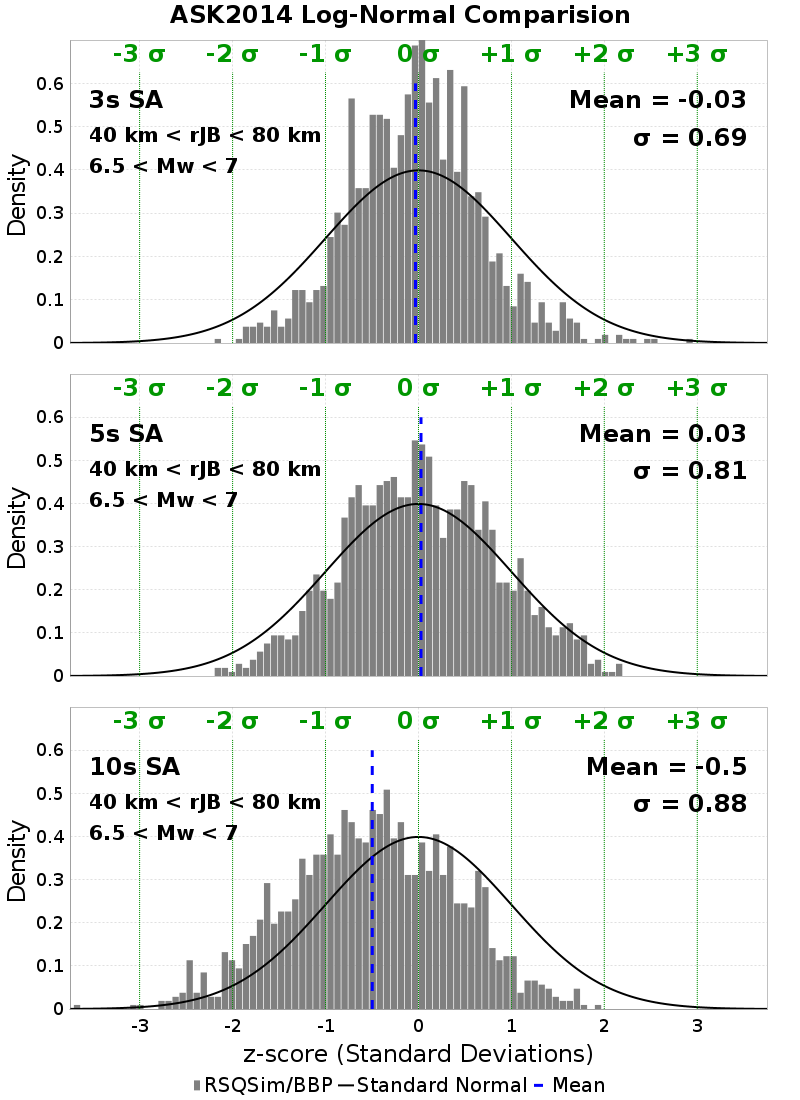 ASK2014 Log-Normal Comparision
-3 σ -2 σ -1 σ 0 σ +1 σ +2 σ +3 σ
3s SA Mean = -0.03
40 km < rJB < 80 km σ = 0.69
6.5 < Mw < 7
0.6
0.5
0.4
0.3
0.2
0.1
0
Density
-3 σ -2 σ -1 σ 0 σ +1 σ +2 σ +3 σ
5s SA Mean = 0.03
40 km < rJB < 80 km σ = 0.81
6.5 < Mw < 7
0.6
0.5
0.4
0.3
0.2
0.1
0
Density
-3 σ -2 σ -1 σ 0 σ +1 σ +2 σ +3 σ
10s SA Mean = -0.5
40 km < rJB < 80 km σ = 0.88
6.5 < Mw < 7
0.6
0.5
0.4
0.3
0.2
0.1
0
Density
-3 -2 -1 0 1 2 3
z-score (Standard Deviations)
RSQSim/BBP Standard Normal Mean